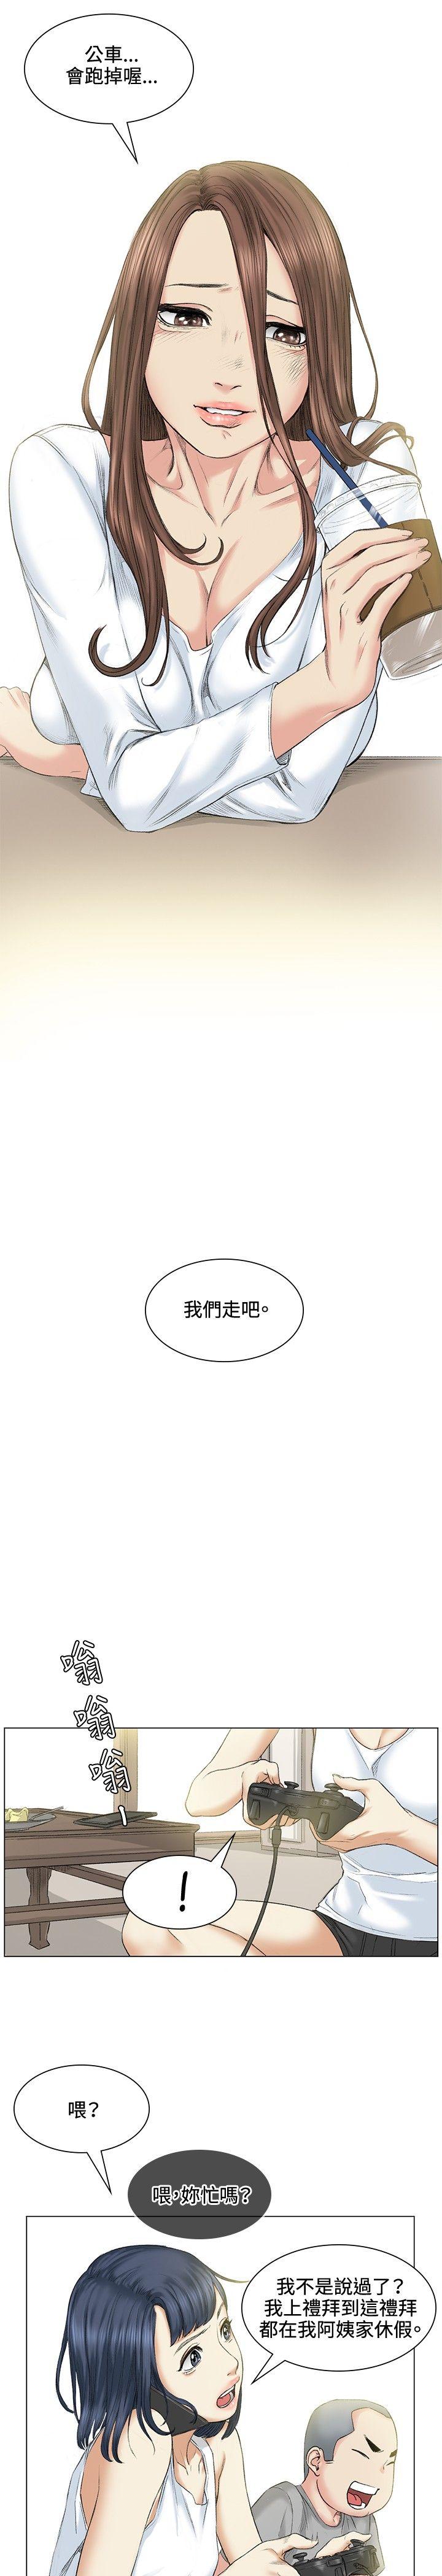 公車...
會跑掉喔...
我們走吧。
嗡
嗡
嗡
!
喂？
喂，妳忙嗎？
我不是說過了？
我上禮拜到這禮拜
都在我阿姨家休假。